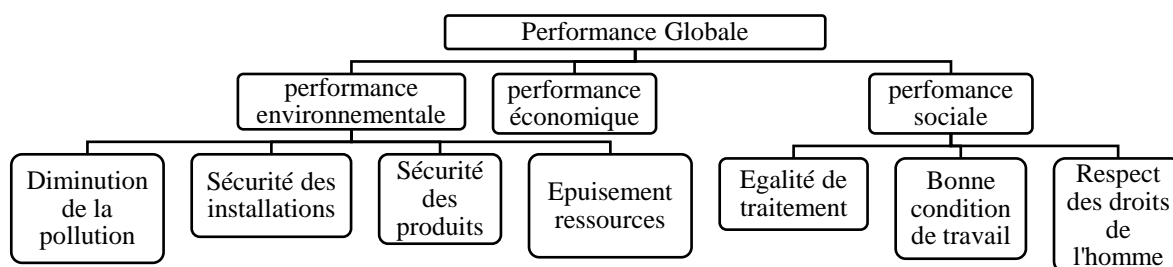 Performance Globale
performance
environnementale
performance
économique
perfomance
sociale
Diminution
de la
pollution
Sécurité des
installations
Sécurité
des
produits
Epuisement
ressources
Egalité de
traitement
Bonne
condition
de travail
Respect
des droits
de
l'homme